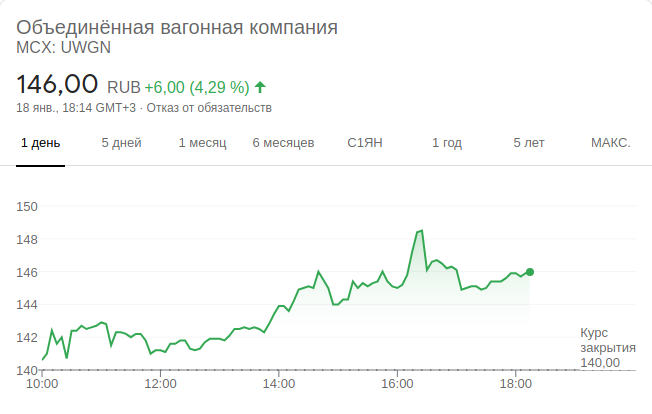 Объединённая вагонная компания
MCX: UWGN
146,00 RUB +6,00 (4,29 %)
18 янв., 18:14 GMT+3 · Отказ от обязательств
1 день 5 дней 1 месяц 6 месяцев С1ЯН 1 год 5 лет МАКС.
150
148
146
144
142
140
Курс
закрытия
140,00
10:00 12:00 14:00 16:00 18:00